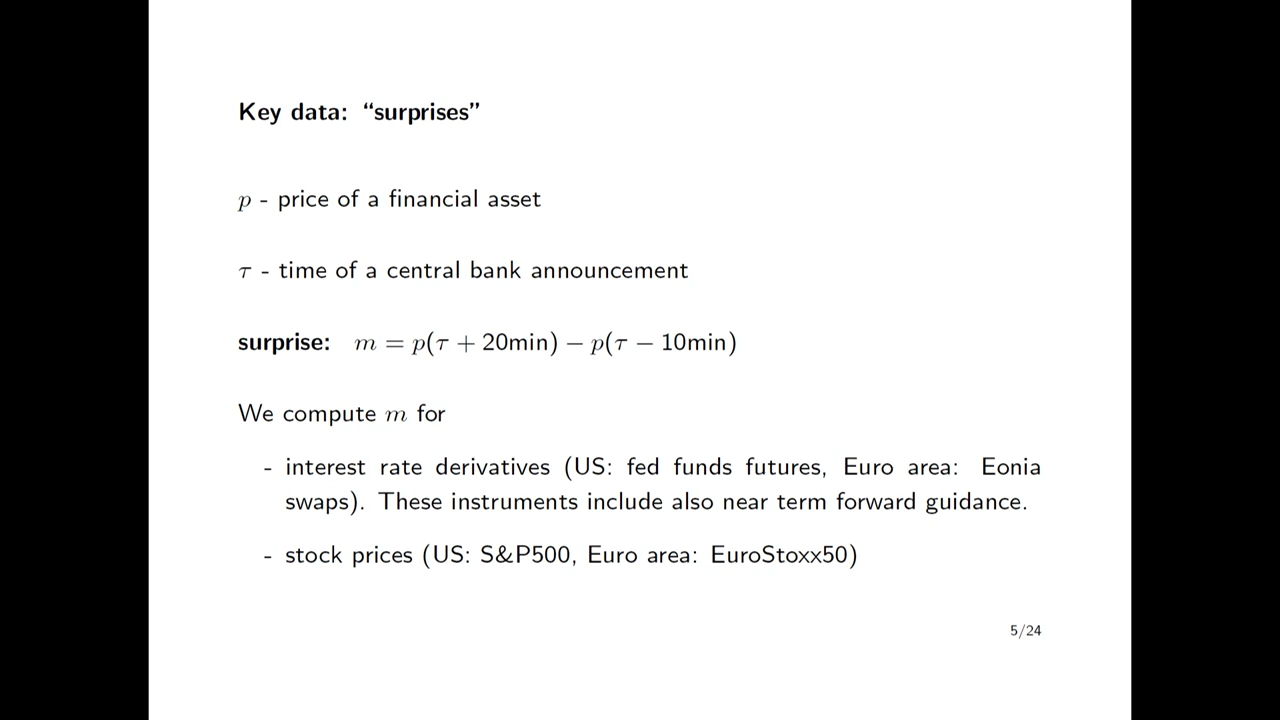 Key data: “surprises”
p - price of a financial asset
τ - time of a central bank announcement
surprise: m = p(τ + 20min) − p(τ − 10min)
We compute m for
- interest rate derivatives (US: fed funds futures, Euro area: Eonia
swaps). These instruments include also near term forward guidance.
- stock prices (US: S&P500, Euro area: EuroStoxx50)
5/24